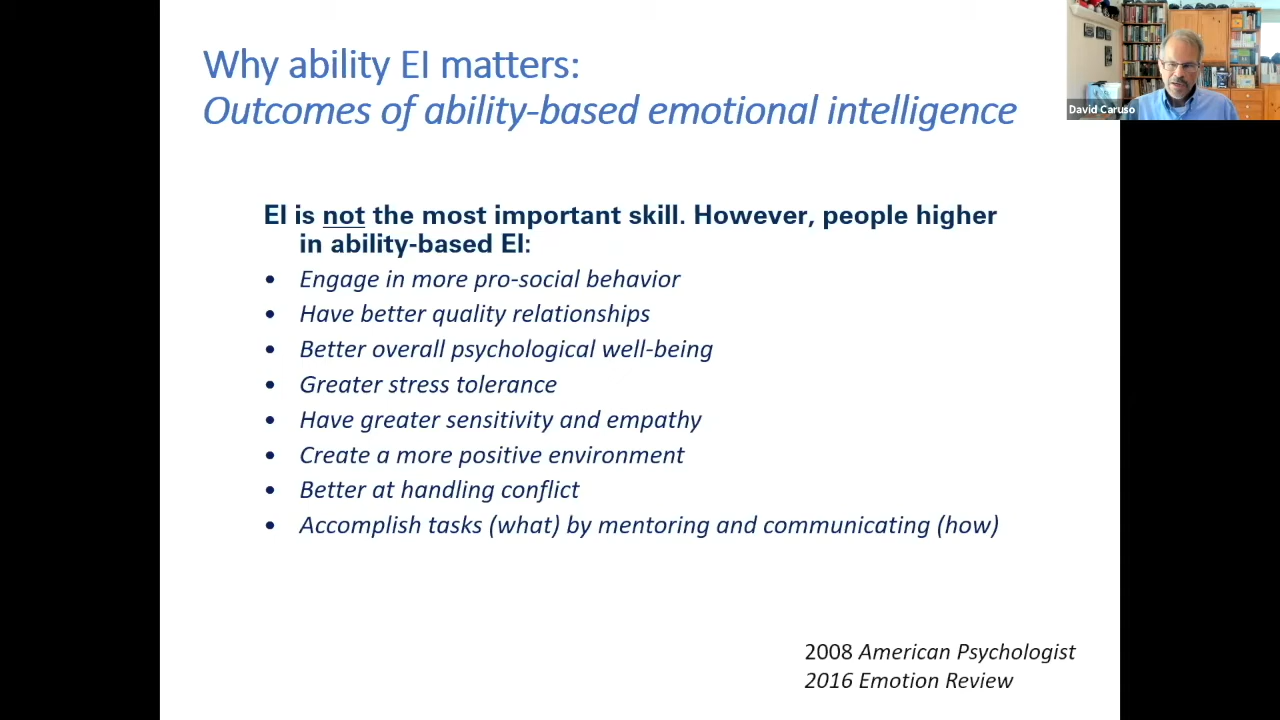 Why ability EI matters:
Outcomes of ability-based emotional intelligence
David Caruso
EI is not the most important skill. However, people higher
in ability-based EI:
• Engage in more pro-social behavior
• Have better quality relationships
• Better overall psychological well-being
• Greater stress tolerance
• Have greater sensitivity and empathy
• Create a more positive environment
• Better at handling conflict
• Accomplish tasks (what) by mentoring and communicating (how)
2008 American Psychologist
2016 Emotion Review